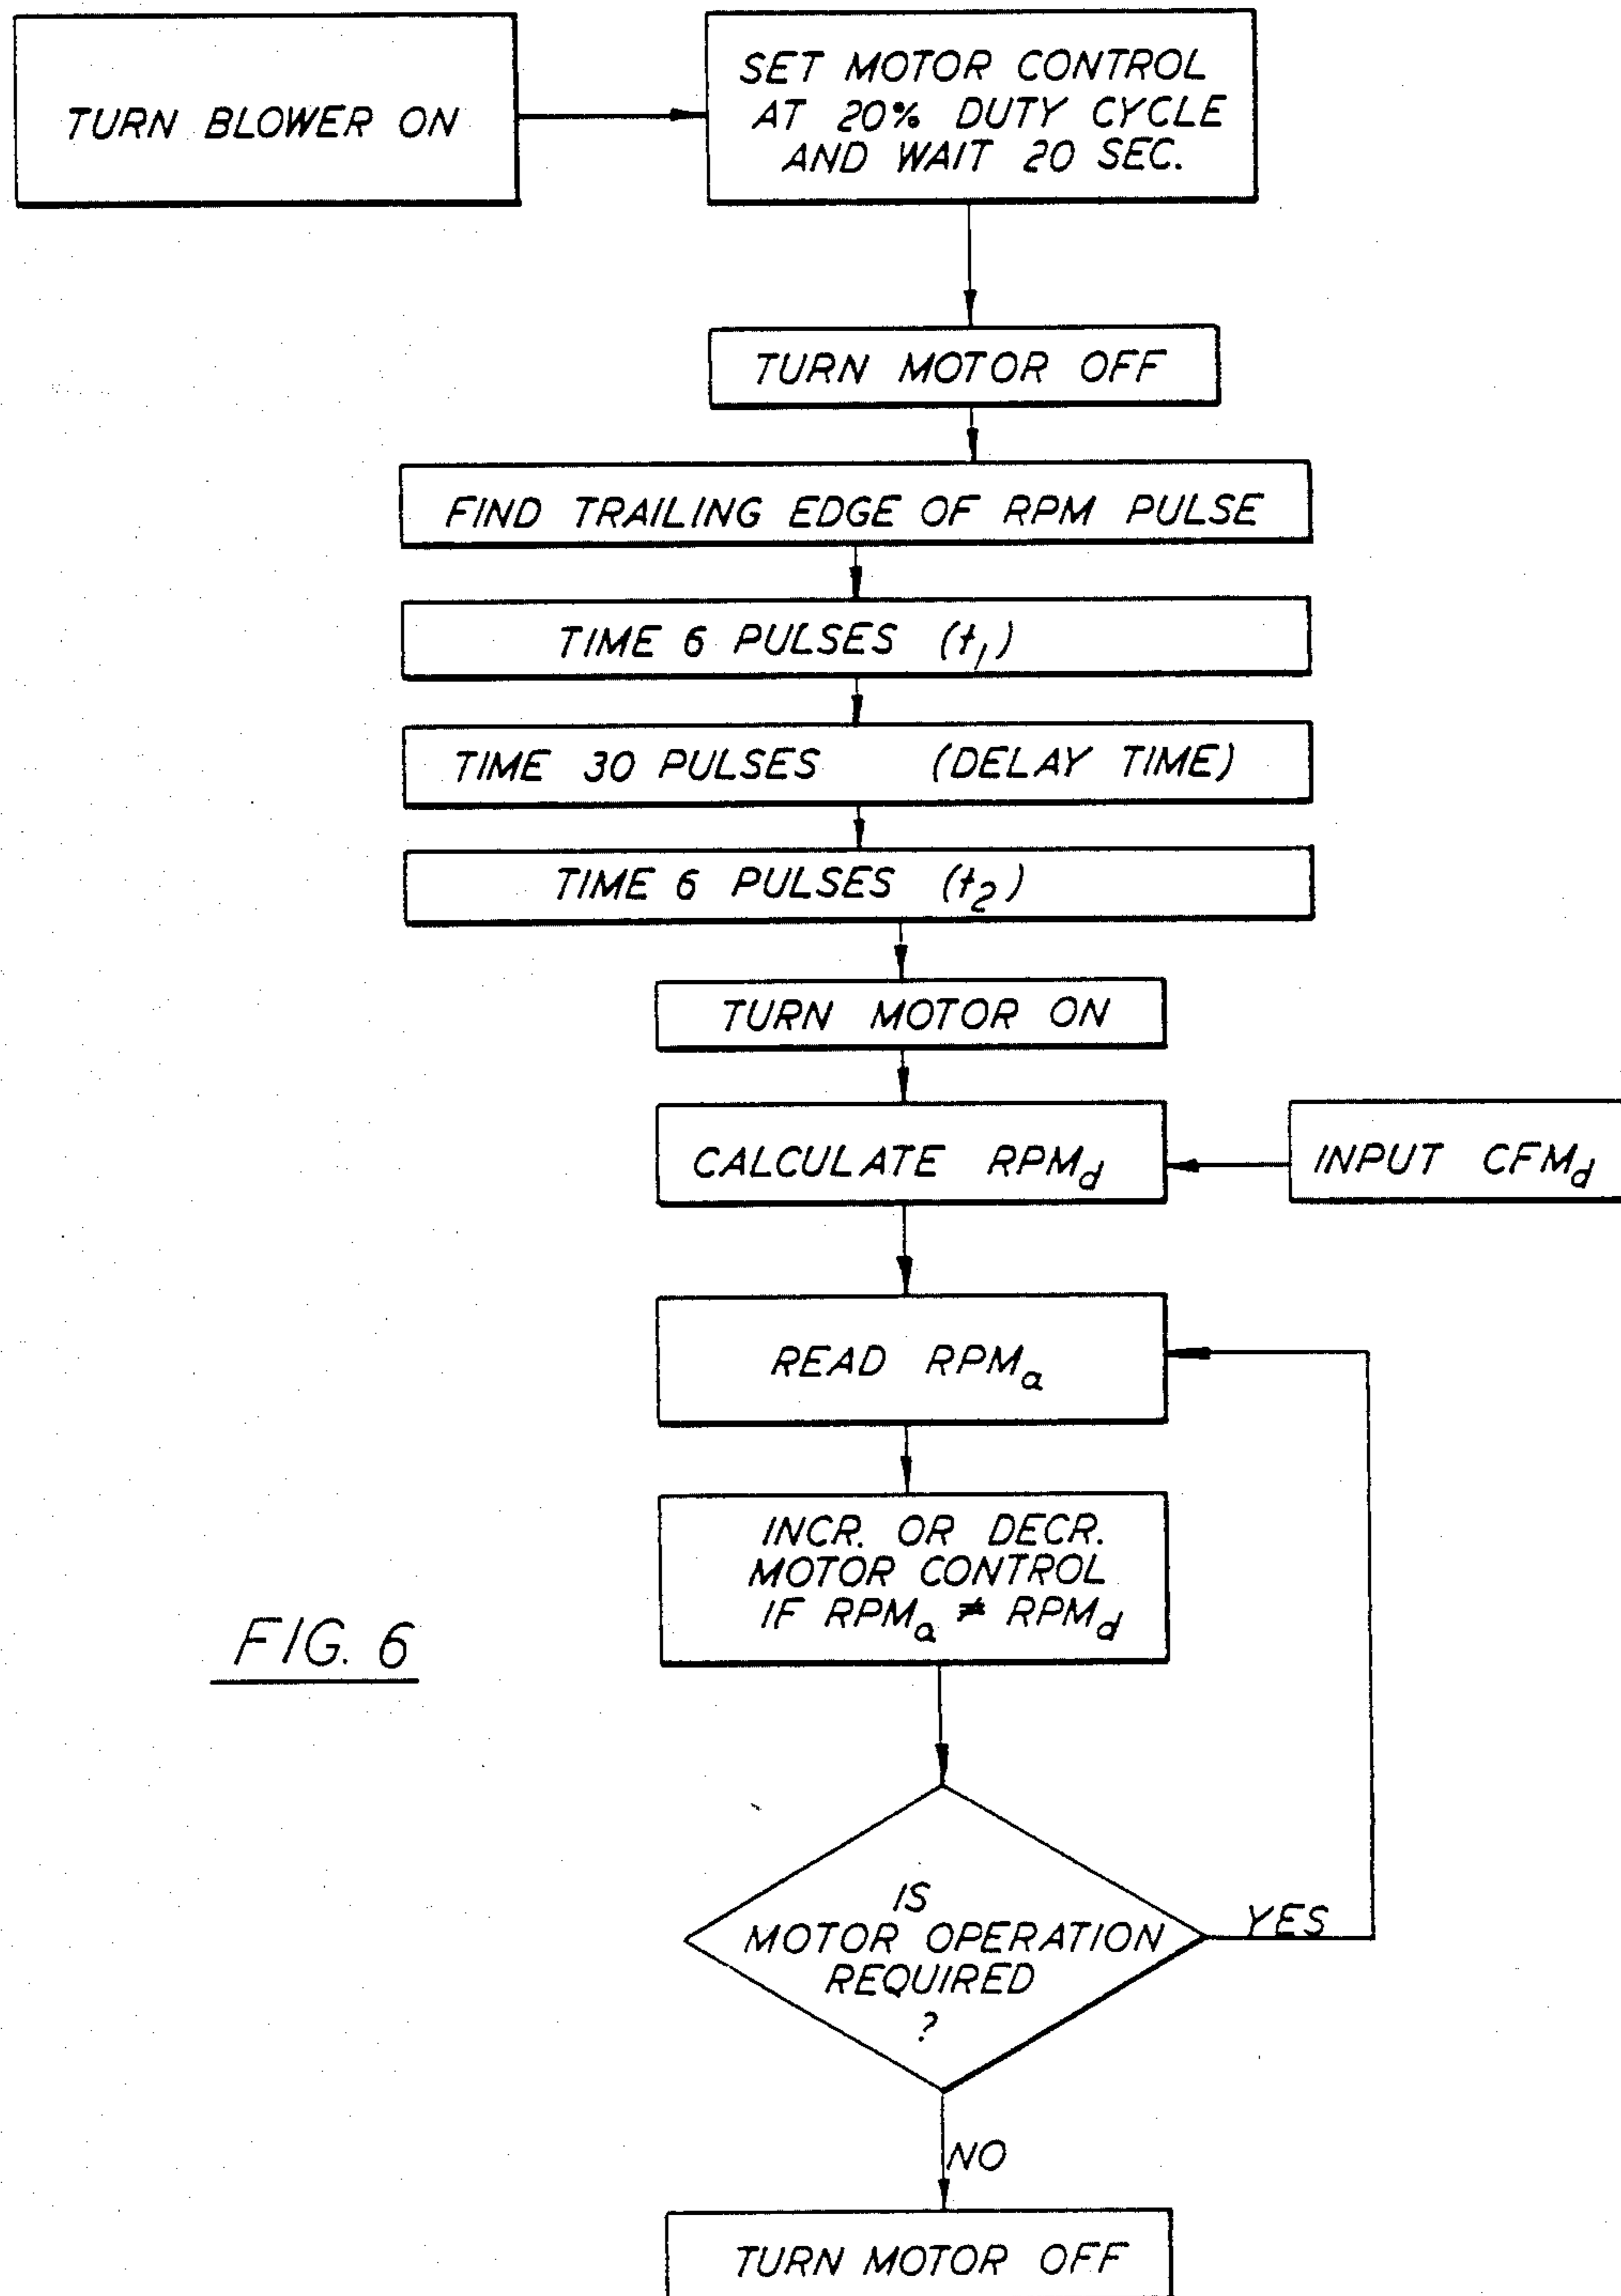 TURN BLOWER ON
SET MOTOR CONTROL
AT 20% DUTY CYCLE
AND WAIT 20 SEC.
TURN MOTOR OFF
FIND TRAILING EDGE OF RPM PULSE
TIME 6 PULSES (t₁)
TIME 30 PULSES (DELAY TIME)
TIME 6 PULSES (t₂)
TURN MOTOR ON
CALCULATE RPMd
INPUT CFMd
READ RPMa
INCR. OR DECR.
MOTOR CONTROL
IF RPMa ≠ RPMd
FIG. 6
IS
MOTOR OPERATION
REQUIRED
?
YES
NO
TURN MOTOR OFF